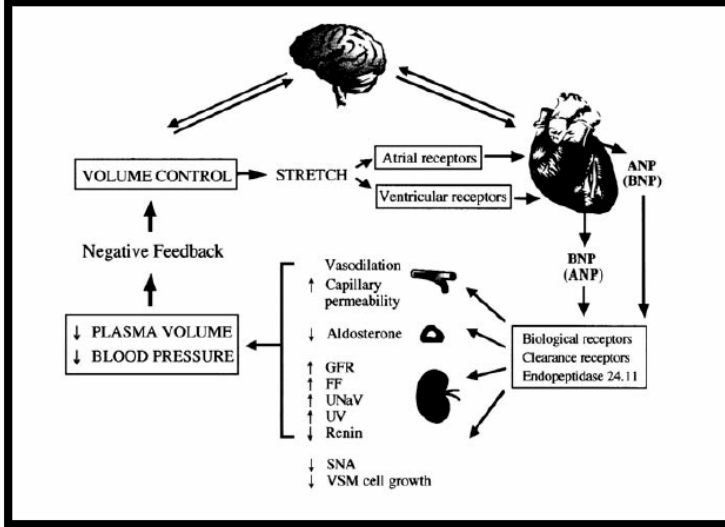 Atrial receptors
VOLUME CONTROL
STRETCH
Ventricular receptors
ANP
(BNP)
Negative Feedback
BNP
(ANP)
Vasodilation
↑ Capillary
permeability
↓ PLASMA VOLUME
↓ BLOOD PRESSURE
↓ Aldosterone
Biological receptors
Clearance receptors
Endopeptidase 24.11
↑ GFR
↑ FF
↑ UNaV
↑ UV
↓ Renin
↓ SNA
↓ VSM cell growth